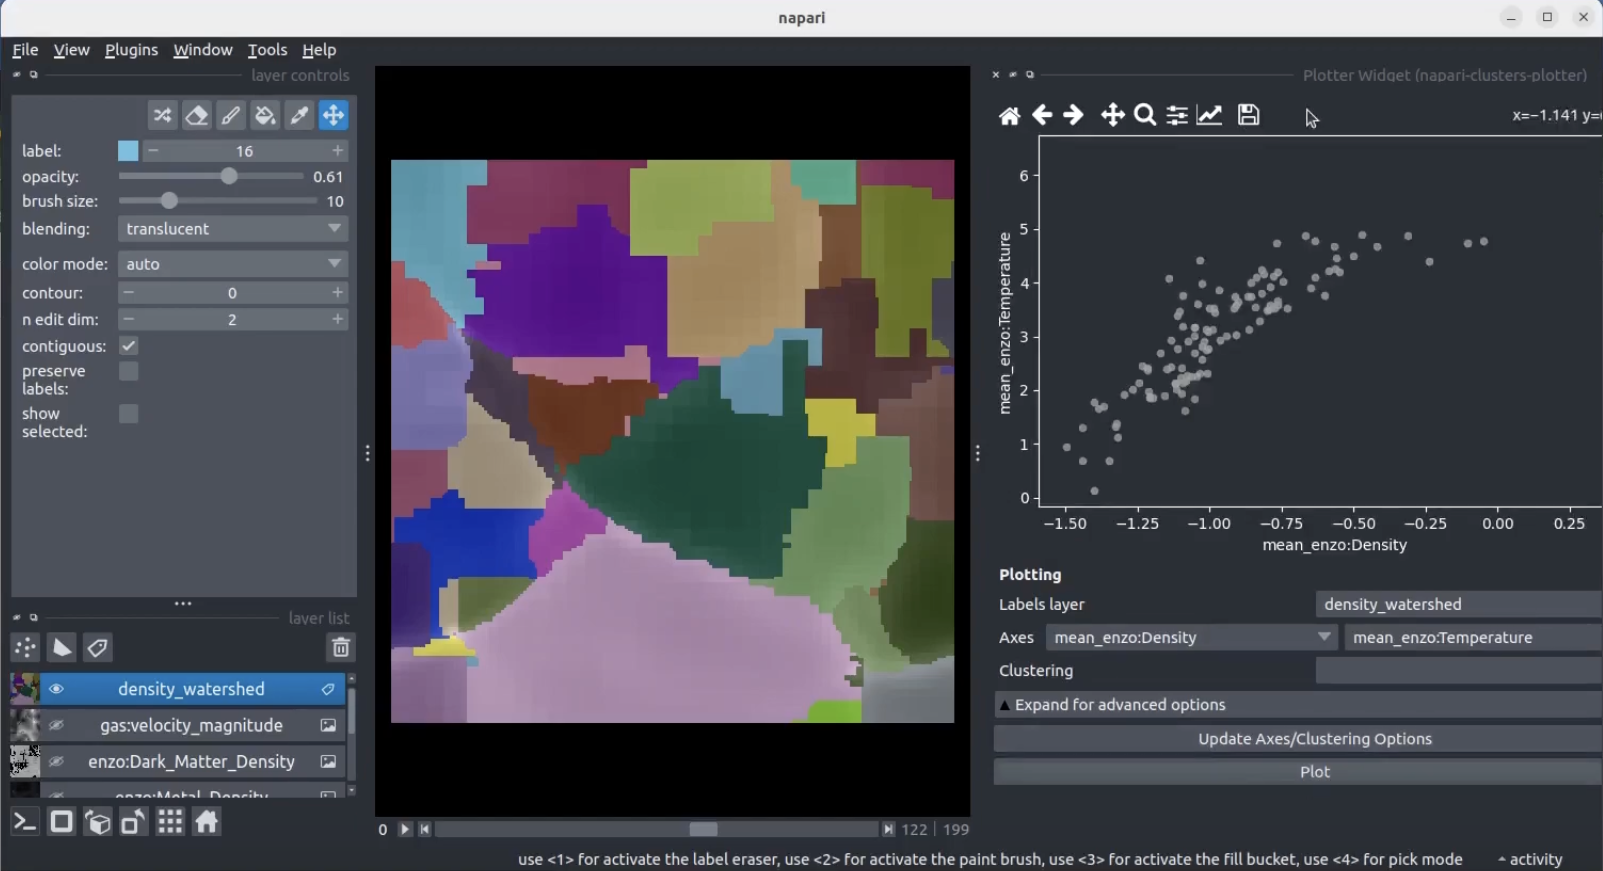 napari
File View Plugins Window Tools Help
layer controls
label: 16
opacity: 0.61
brush size: 10
blending: translucent
color mode: auto
contour: 0
n edit dim: 2
contiguous:
preserve
labels:
show
selected:
layer list
density_watershed
gas:velocity_magnitude
enzo:Dark_Matter_Density
enzo:Metal_Density
0 122 | 199
Plotter Widget (napari-clusters-plotter)
x=−1.141 y=
6
5
4
3
2
1
0
mean_enzo:Temperature
−1.50 −1.25 −1.00 −0.75 −0.50 −0.25 0.00 0.25
mean_enzo:Density
Plotting
Labels layer density_watershed
Axes mean_enzo:Density mean_enzo:Temperature
Clustering
Expand for advanced options
Update Axes/Clustering Options
Plot
use <1> for activate the label eraser, use <2> for activate the paint brush, use <3> for activate the fill bucket, use <4> for pick mode activity